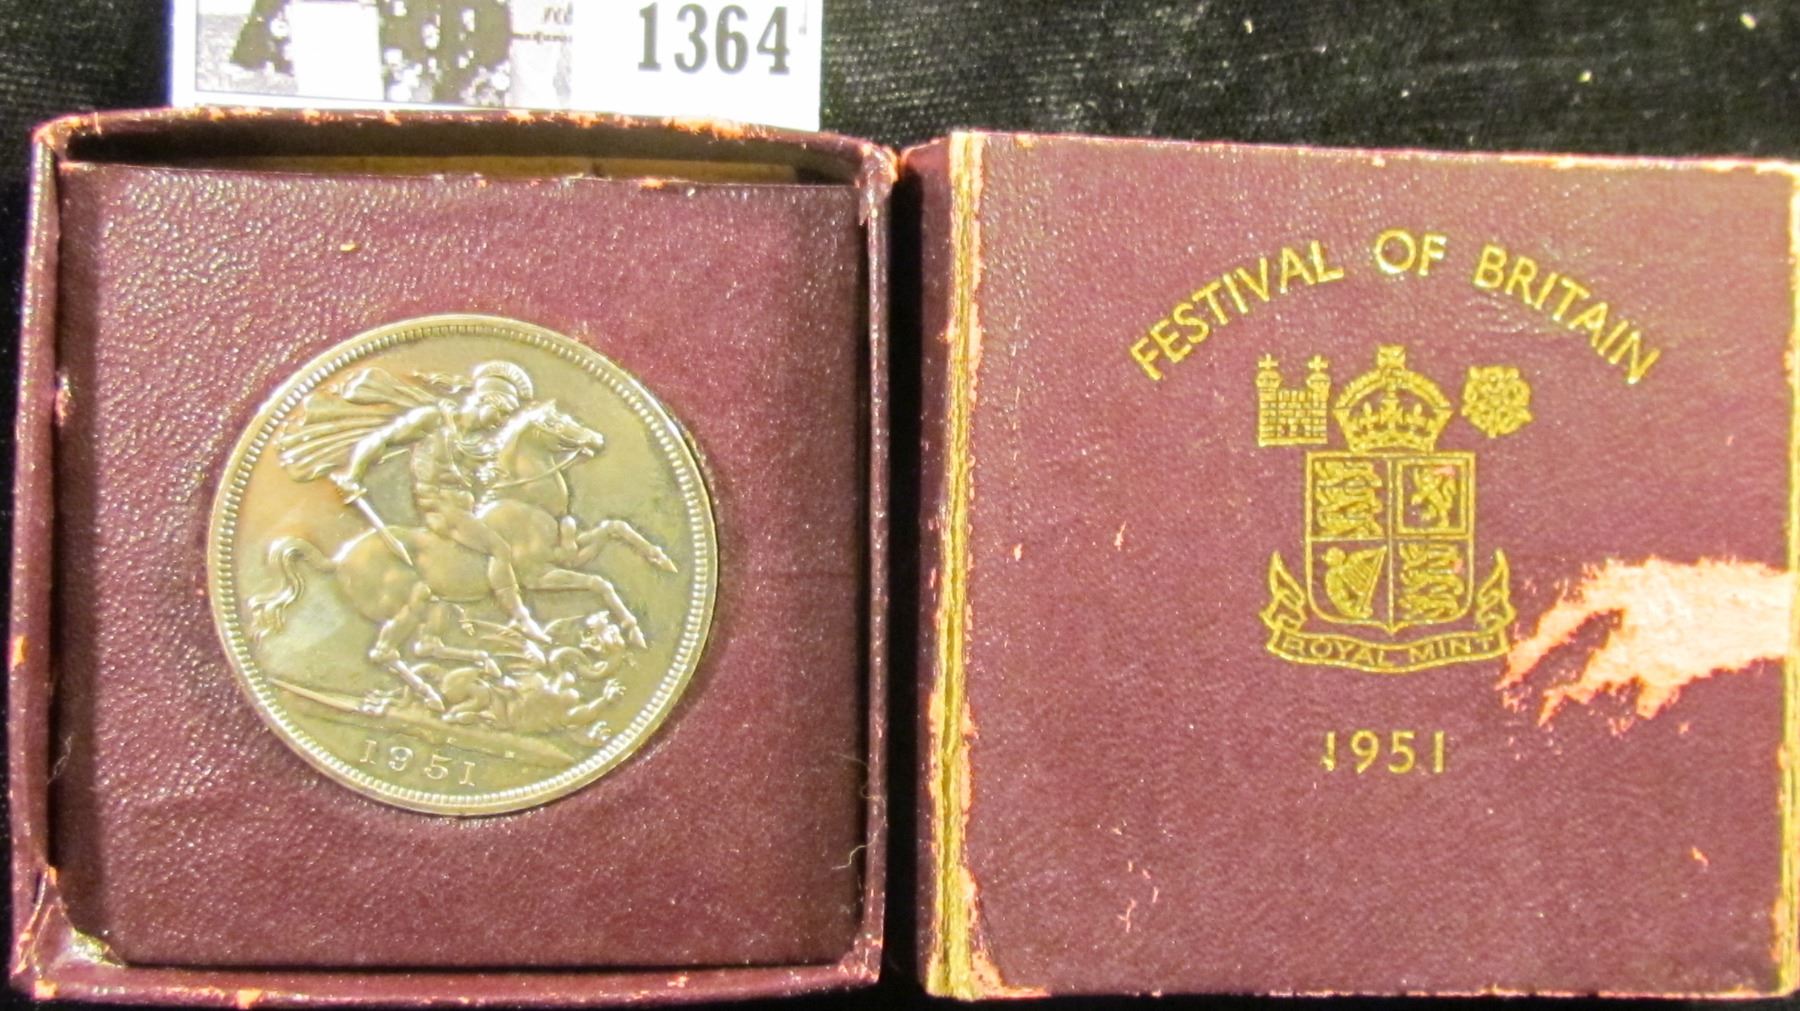 1364
1951
FESTIVAL OF BRITAIN
ROYAL MINT
1951